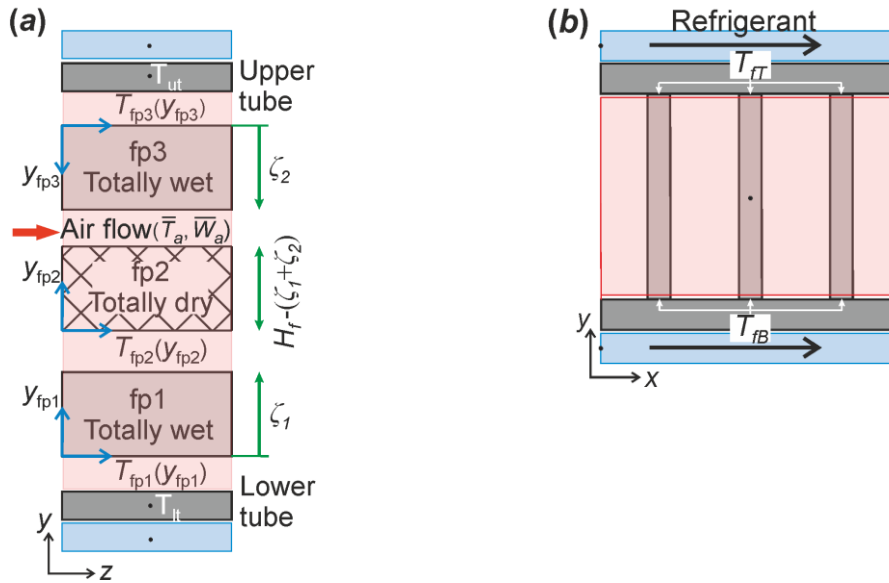 (a)
T_ut
Upper
tube
T_fp3(y_fp3)
y_fp3
fp3
Totally wet
ζ_2
Air flow(T̅_a, W̅_a)
y_fp2
fp2
Totally dry
H_f-(ζ_1+ζ_2)
T_fp2(y_fp2)
y_fp1
fp1
Totally wet
ζ_1
T_fp1(y_fp1)
T_lt
Lower
tube
y
z
(b)
Refrigerant
T_fT
T_fB
y
x